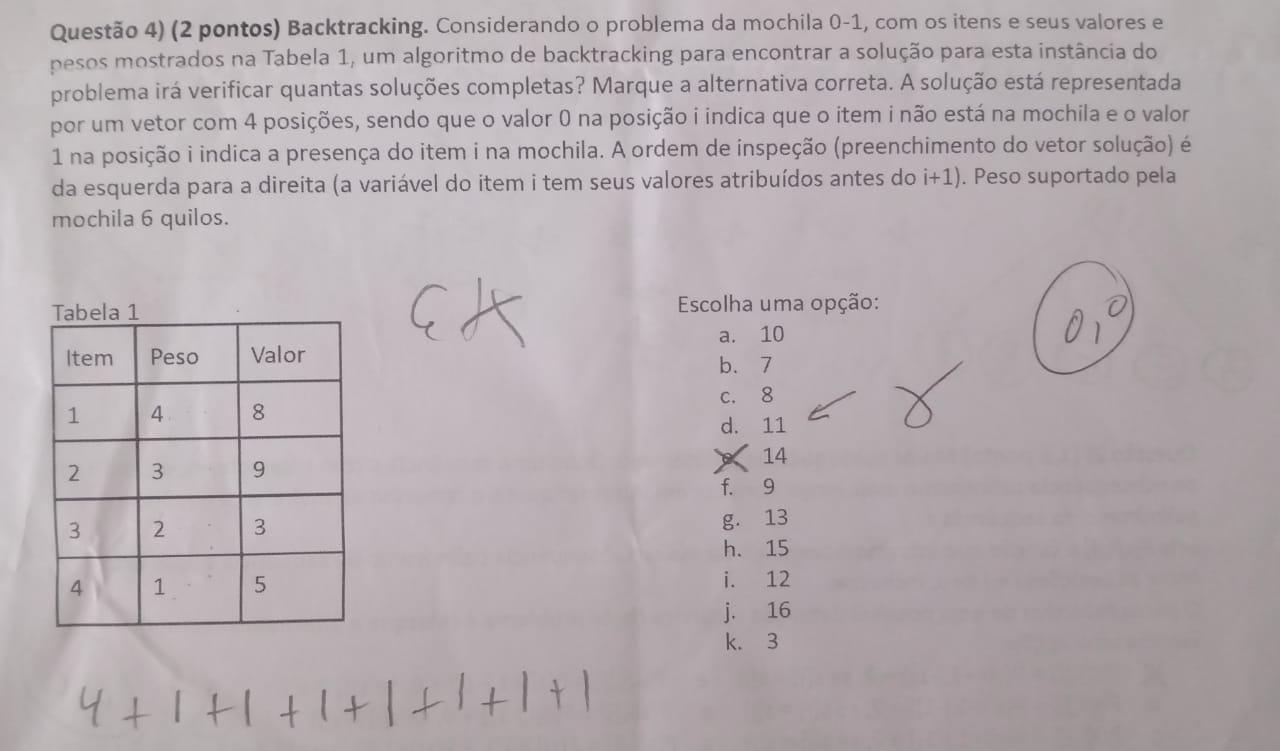 Questão 4) (2 pontos) Backtracking. Considerando o problema da mochila 0-1, com os itens e seus valores e
pesos mostrados na Tabela 1, um algoritmo de backtracking para encontrar a solução para esta instância do
problema irá verificar quantas soluções completas? Marque a alternativa correta. A solução está representada
por um vetor com 4 posições, sendo que o valor 0 na posição i indica que o item i não está na mochila e o valor
1 na posição i indica a presença do item i na mochila. A ordem de inspeção (preenchimento do vetor solução) é
da esquerda para a direita (a variável do item i tem seus valores atribuídos antes do i+1). Peso suportado pela
mochila 6 quilos.
Tabela 1
Item Peso Valor
1 4 8
2 3 9
3 2 3
4 1 5
Escolha uma opção:
a. 10
b. 7
c. 8
d. 11
14
f. 9
g. 13
h. 15
i. 12
j. 16
k. 3
0,0
4+1+1+1+1+1+1+1